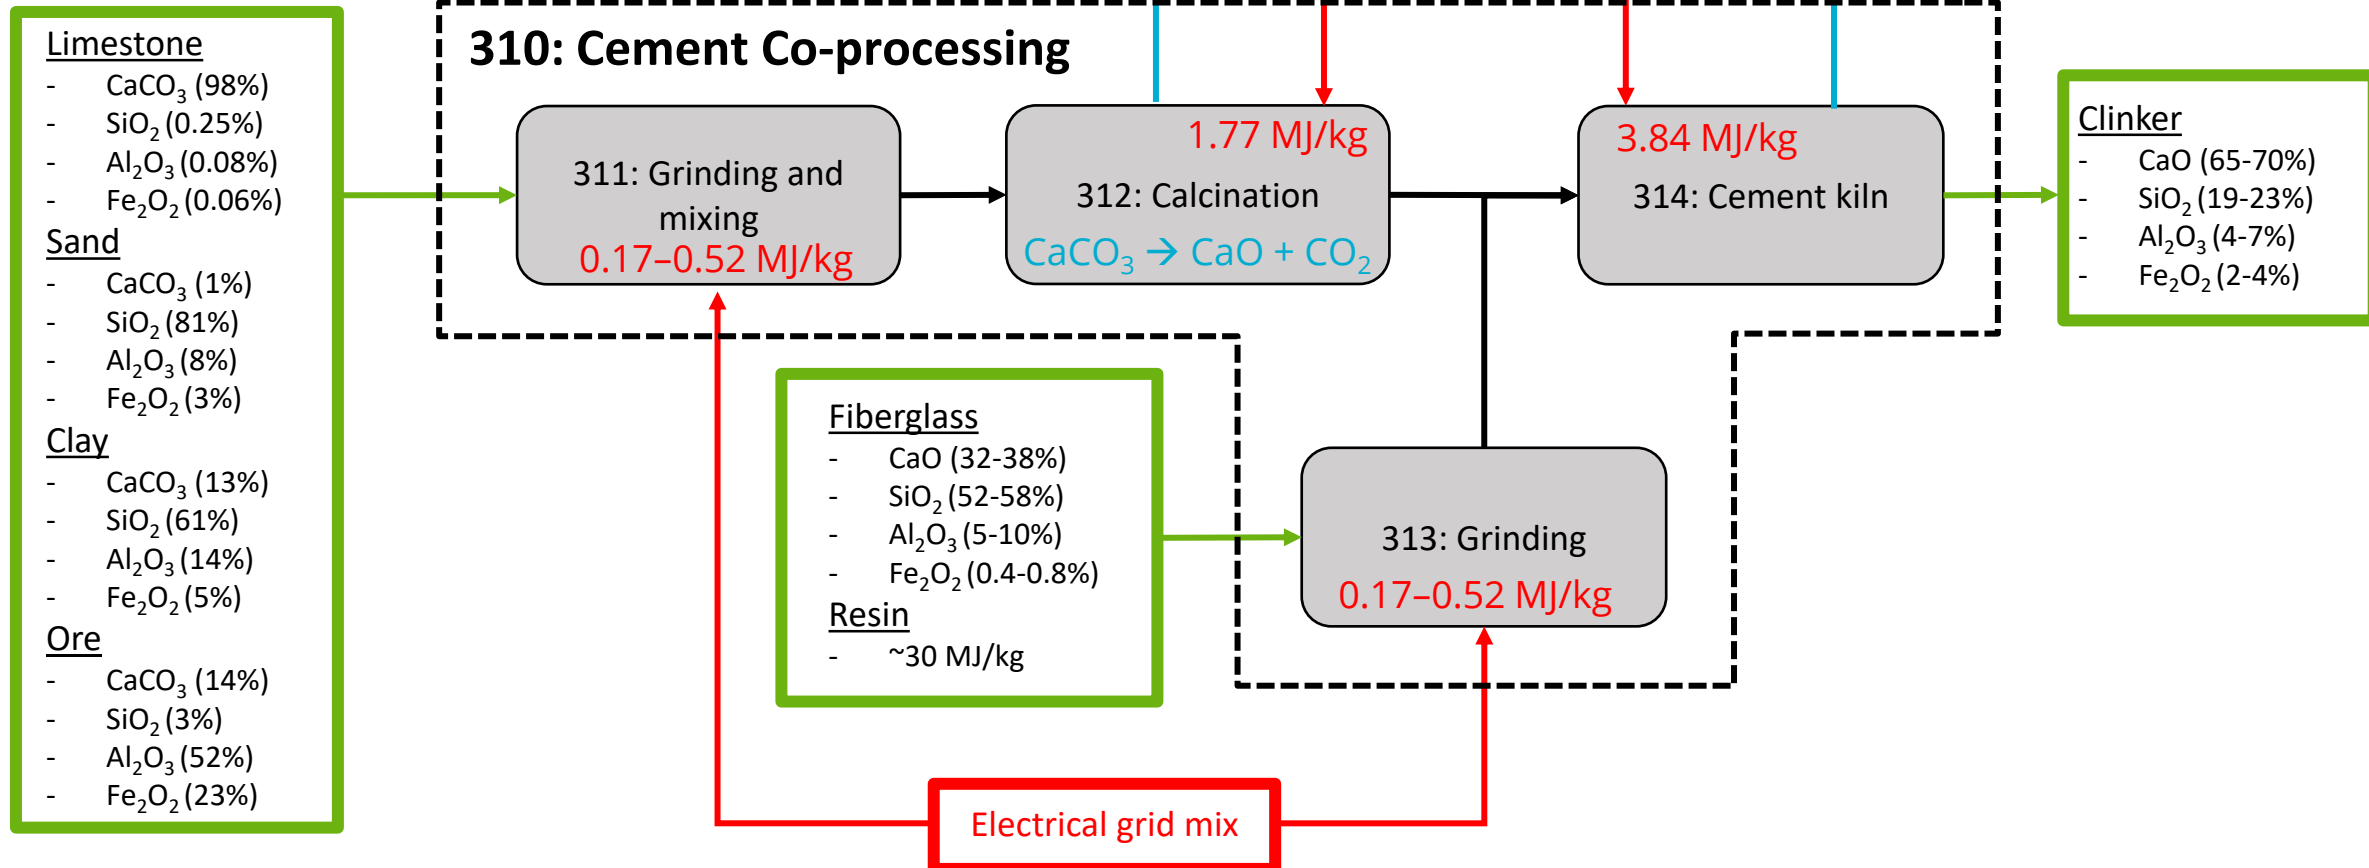 Limestone
- CaCO₃ (98%)
- SiO₂ (0.25%)
- Al₂O₃ (0.08%)
- Fe₂O₂ (0.06%)
Sand
- CaCO₃ (1%)
- SiO₂ (81%)
- Al₂O₃ (8%)
- Fe₂O₂ (3%)
Clay
- CaCO₃ (13%)
- SiO₂ (61%)
- Al₂O₃ (14%)
- Fe₂O₂ (5%)
Ore
- CaCO₃ (14%)
- SiO₂ (3%)
- Al₂O₃ (52%)
- Fe₂O₂ (23%)
310: Cement Co-processing
311: Grinding and
mixing
0.17–0.52 MJ/kg
1.77 MJ/kg
312: Calcination
CaCO₃ → CaO + CO₂
3.84 MJ/kg
314: Cement kiln
Clinker
- CaO (65-70%)
- SiO₂ (19-23%)
- Al₂O₃ (4-7%)
- Fe₂O₂ (2-4%)
Fiberglass
- CaO (32-38%)
- SiO₂ (52-58%)
- Al₂O₃ (5-10%)
- Fe₂O₂ (0.4-0.8%)
Resin
- ~30 MJ/kg
313: Grinding
0.17–0.52 MJ/kg
Electrical grid mix